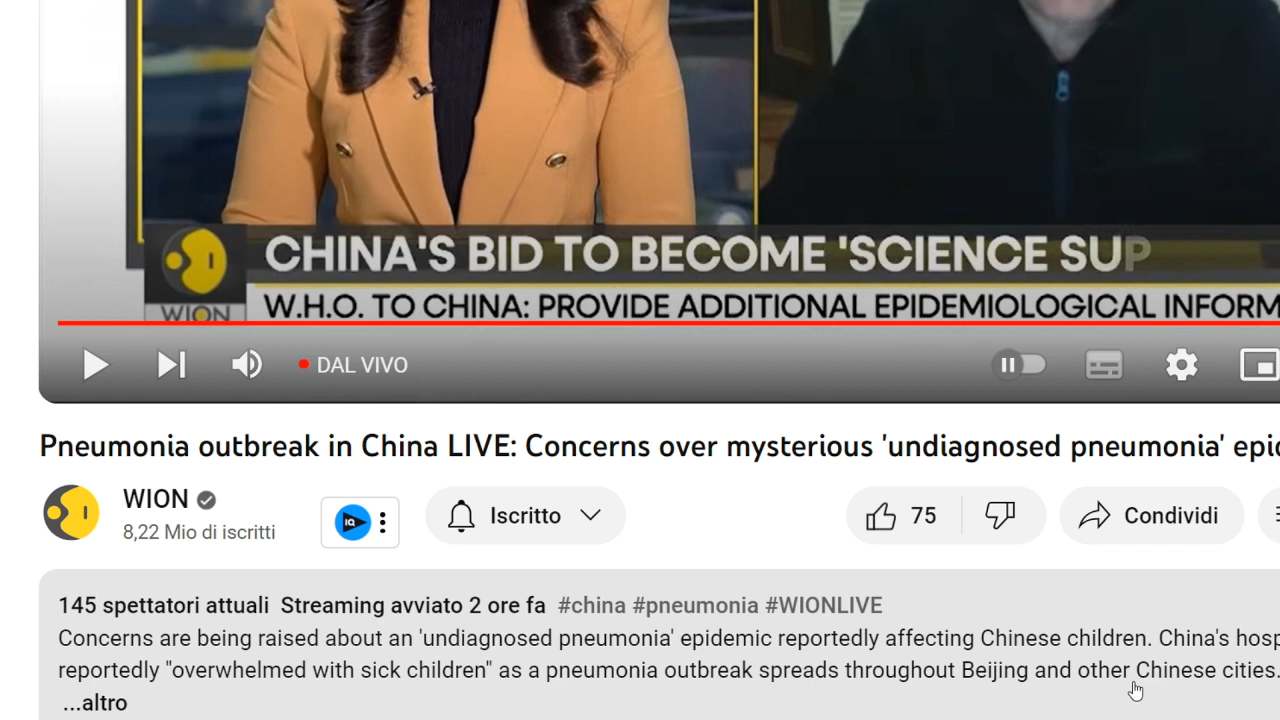 CHINA'S BID TO BECOME 'SCIENCE SUP
W.H.O. TO CHINA: PROVIDE ADDITIONAL EPIDEMIOLOGICAL INFORM
WION
DAL VIVO
Pneumonia outbreak in China LIVE: Concerns over mysterious 'undiagnosed pneumonia' epid
WION
8,22 Mio di iscritti
IQ
Iscritto
75
Condividi
145 spettatori attuali Streaming avviato 2 ore fa #china #pneumonia #WIONLIVE
Concerns are being raised about an 'undiagnosed pneumonia' epidemic reportedly affecting Chinese children. China's hosp
reportedly "overwhelmed with sick children" as a pneumonia outbreak spreads throughout Beijing and other Chinese cities.
...altro